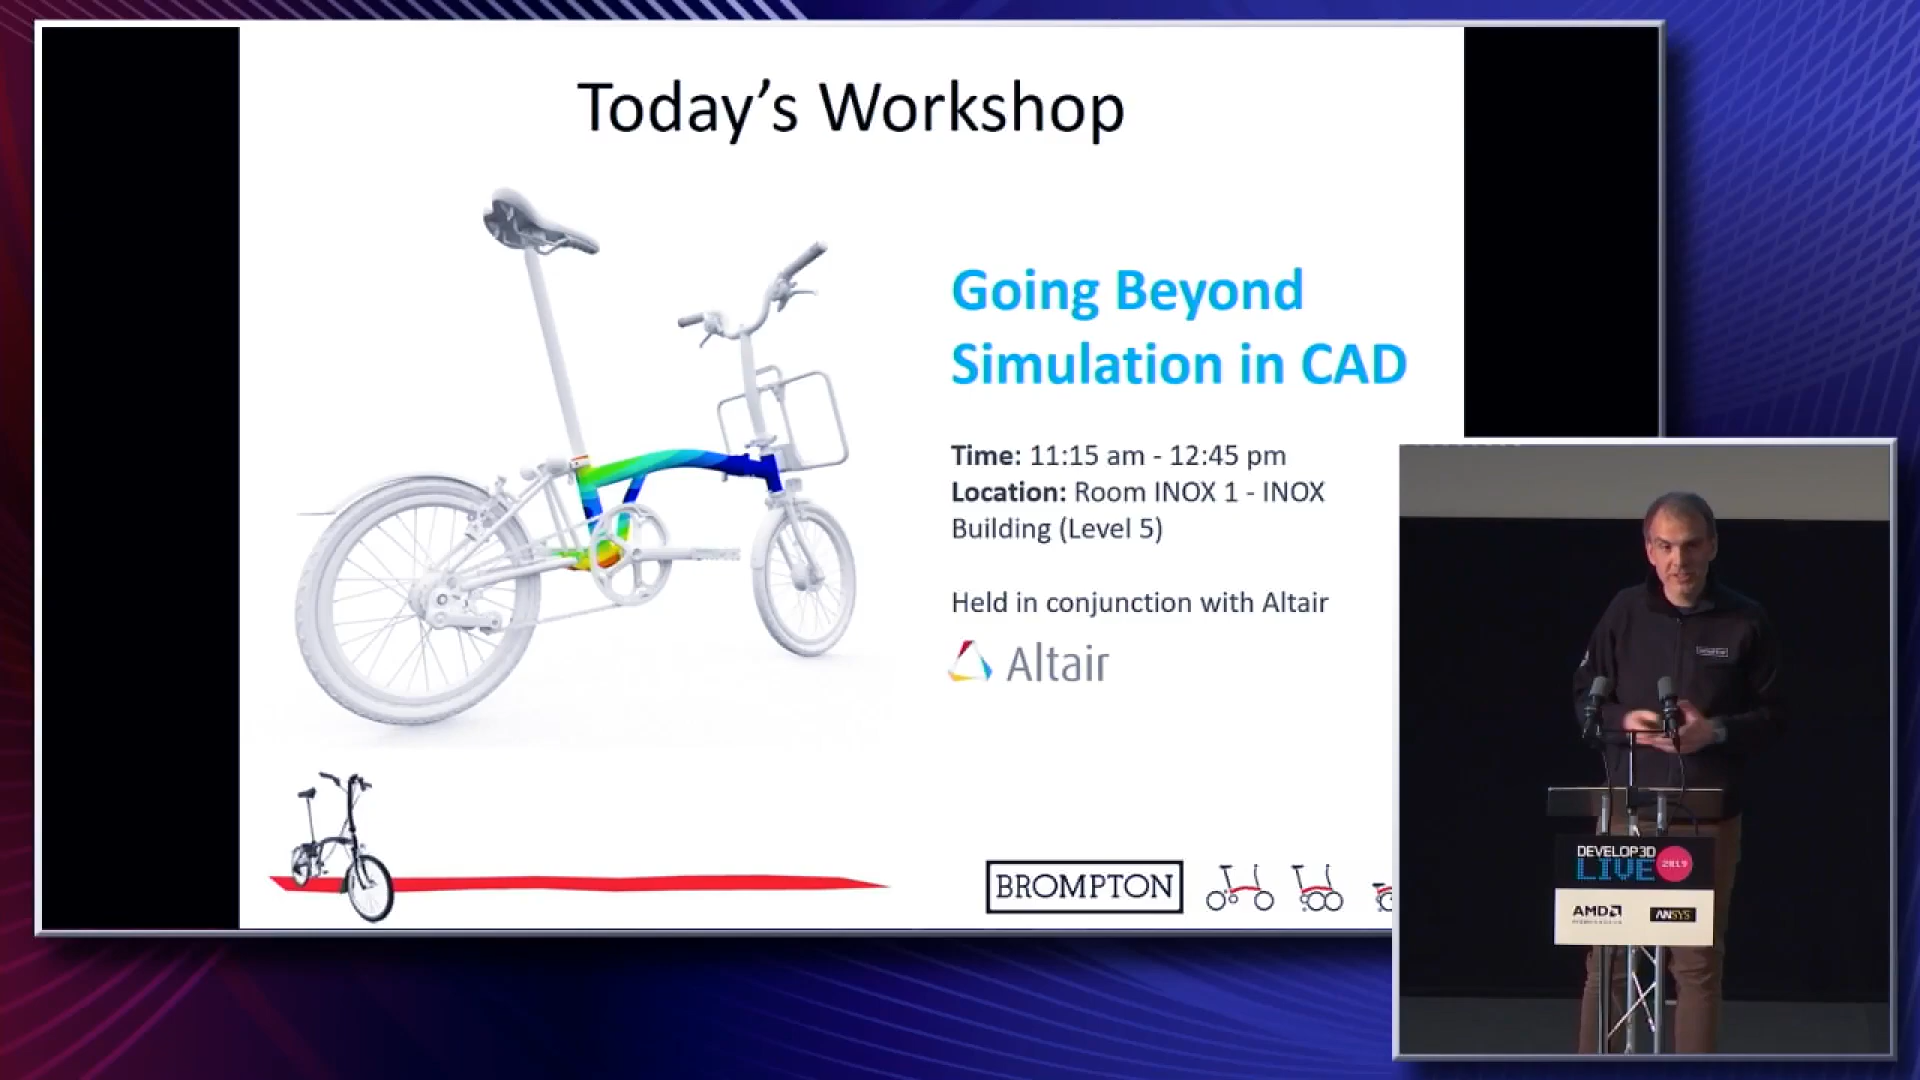 Today's Workshop
Going Beyond
Simulation in CAD
Time: 11:15 am - 12:45 pm
Location: Room INOX 1 - INOX
Building (Level 5)
Held in conjunction with Altair
Altair
BROMPTON
DEVELOP3D
LIVE
2019
AMD
ANSYS